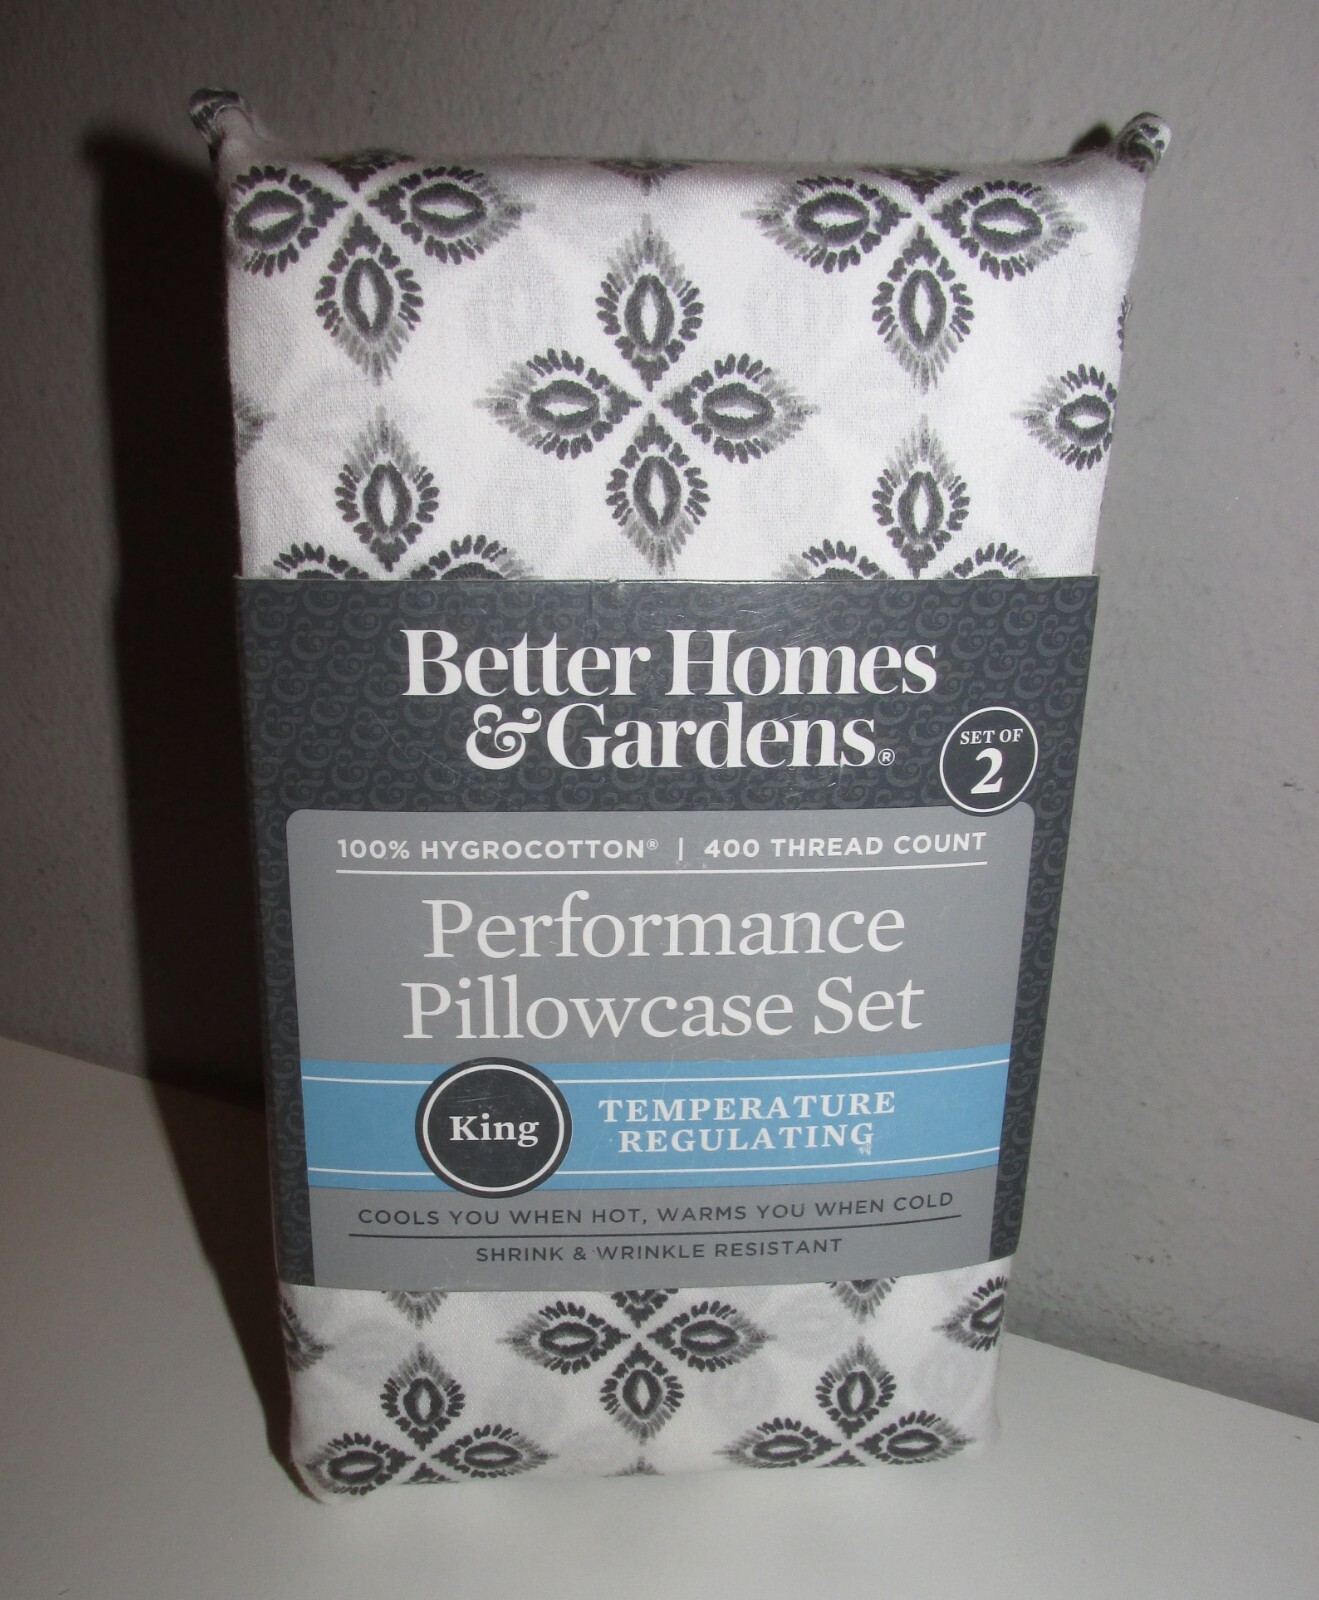 Better Homes
& Gardens®
SET OF
2
100% HYGROCOTTON® | 400 THREAD COUNT
Performance
Pillowcase Set
King
TEMPERATURE
REGULATING
COOLS YOU WHEN HOT, WARMS YOU WHEN COLD
SHRINK & WRINKLE RESISTANT